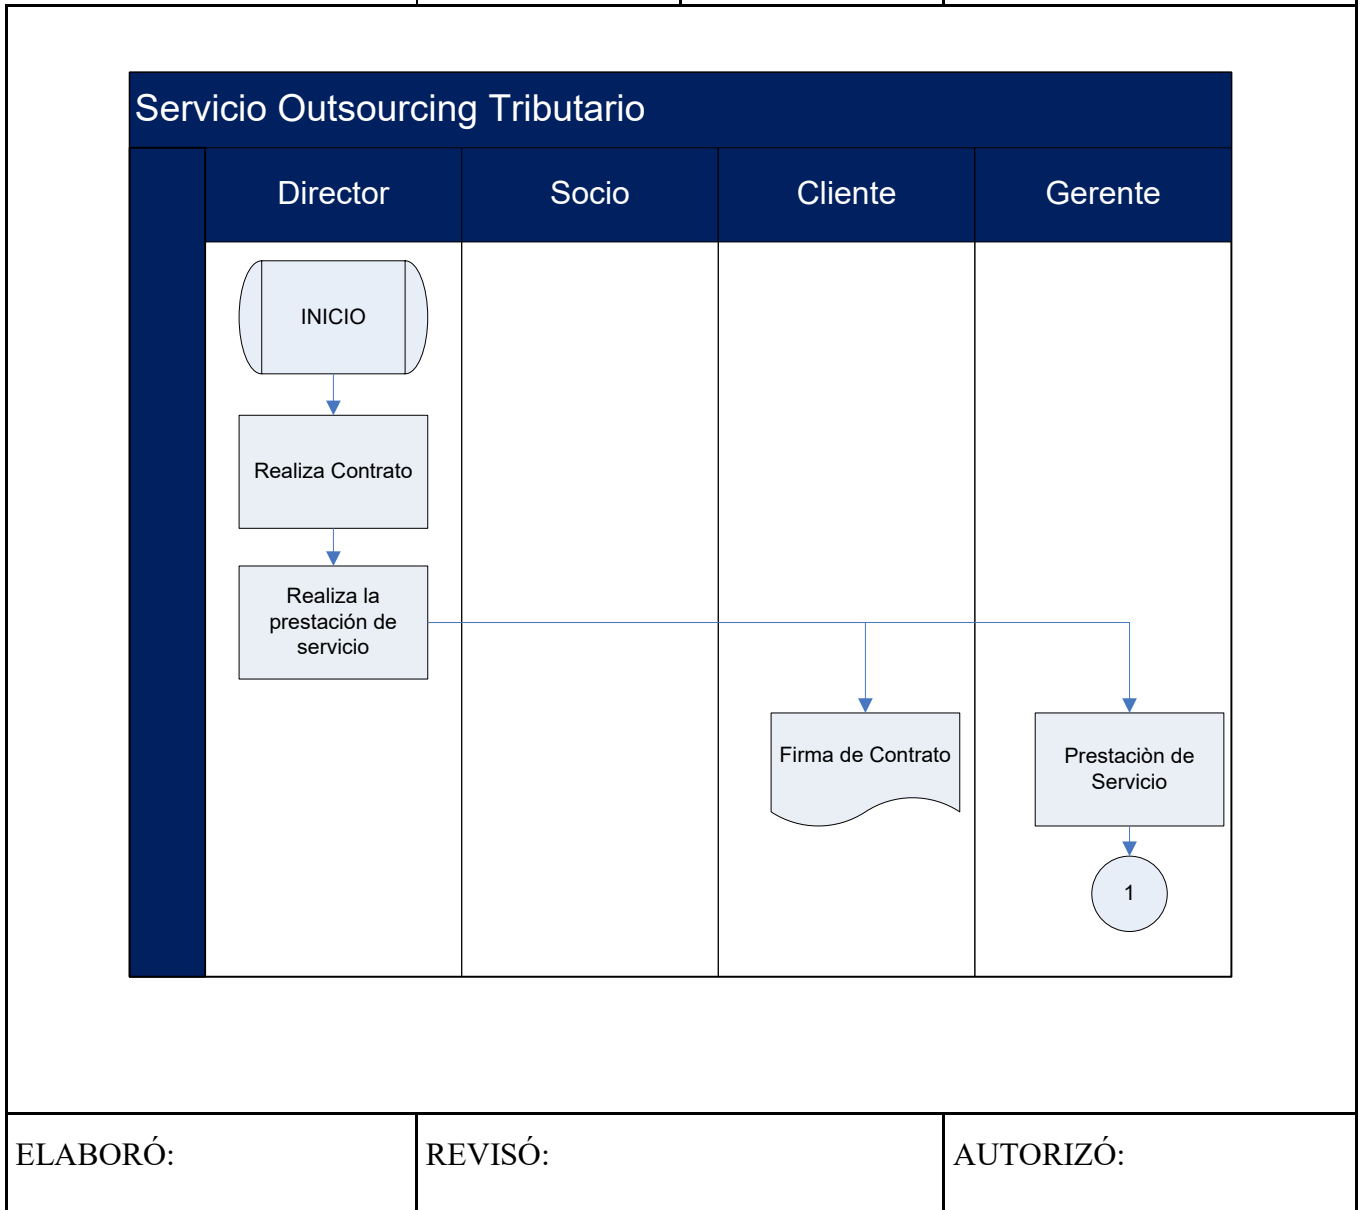 Servicio Outsourcing Tributario
Director
Socio
Cliente
Gerente
INICIO
Realiza Contrato
Realiza la
prestación de
servicio
Firma de Contrato
Prestaciòn de
Servicio
1
ELABORÓ:
REVISÓ:
AUTORIZÓ: